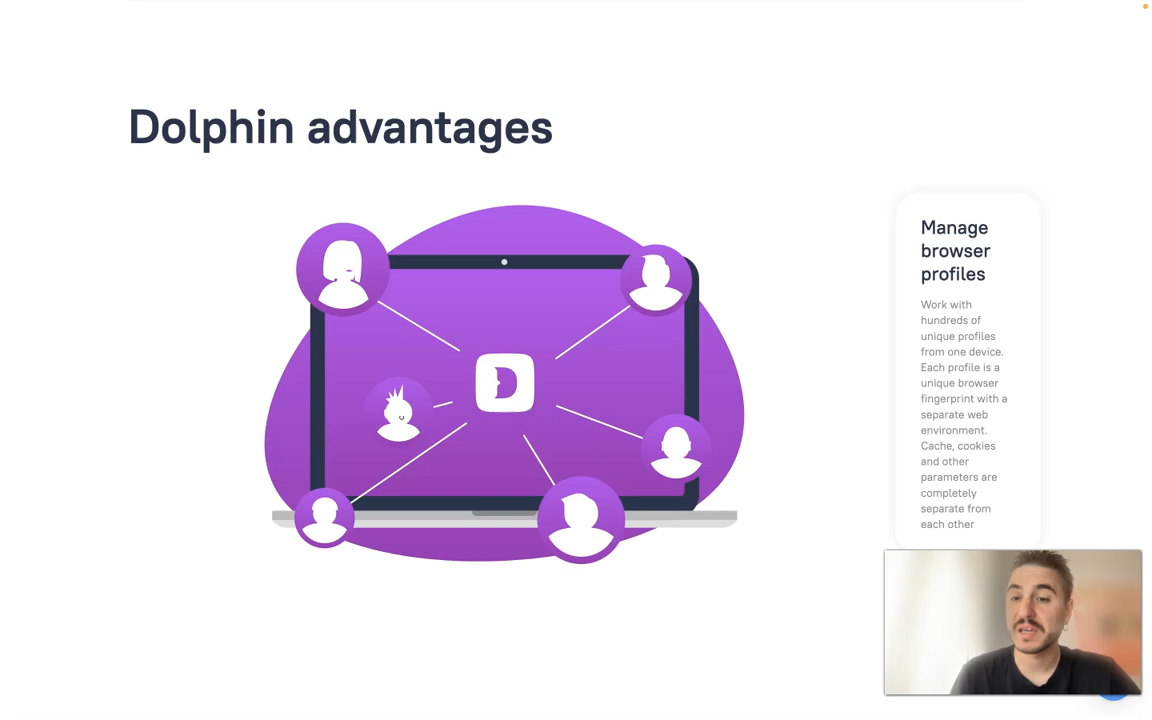 Dolphin advantages
Manage
browser
profiles
Work with
hundreds of
unique profiles
from one device.
Each profile is a
unique browser
fingerprint with a
separate web
environment.
Cache, cookies
and other
parameters are
completely
separate from
each other